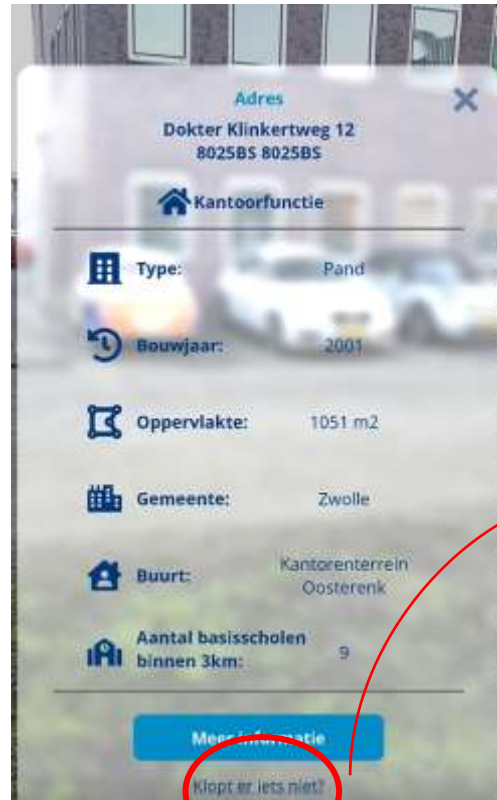 Adres
Dokter Klinkertweg 12
8025BS 8025BS
Kantoorfunctie
Type: Pand
Bouwjaar: 2001
Oppervlakte: 1051 m2
Gemeente: Zwolle
Buurt: Kantorenterrein
Oosterenk
Aantal basisscholen
binnen 3km: 9
Meer informatie
Klopt er iets niet?